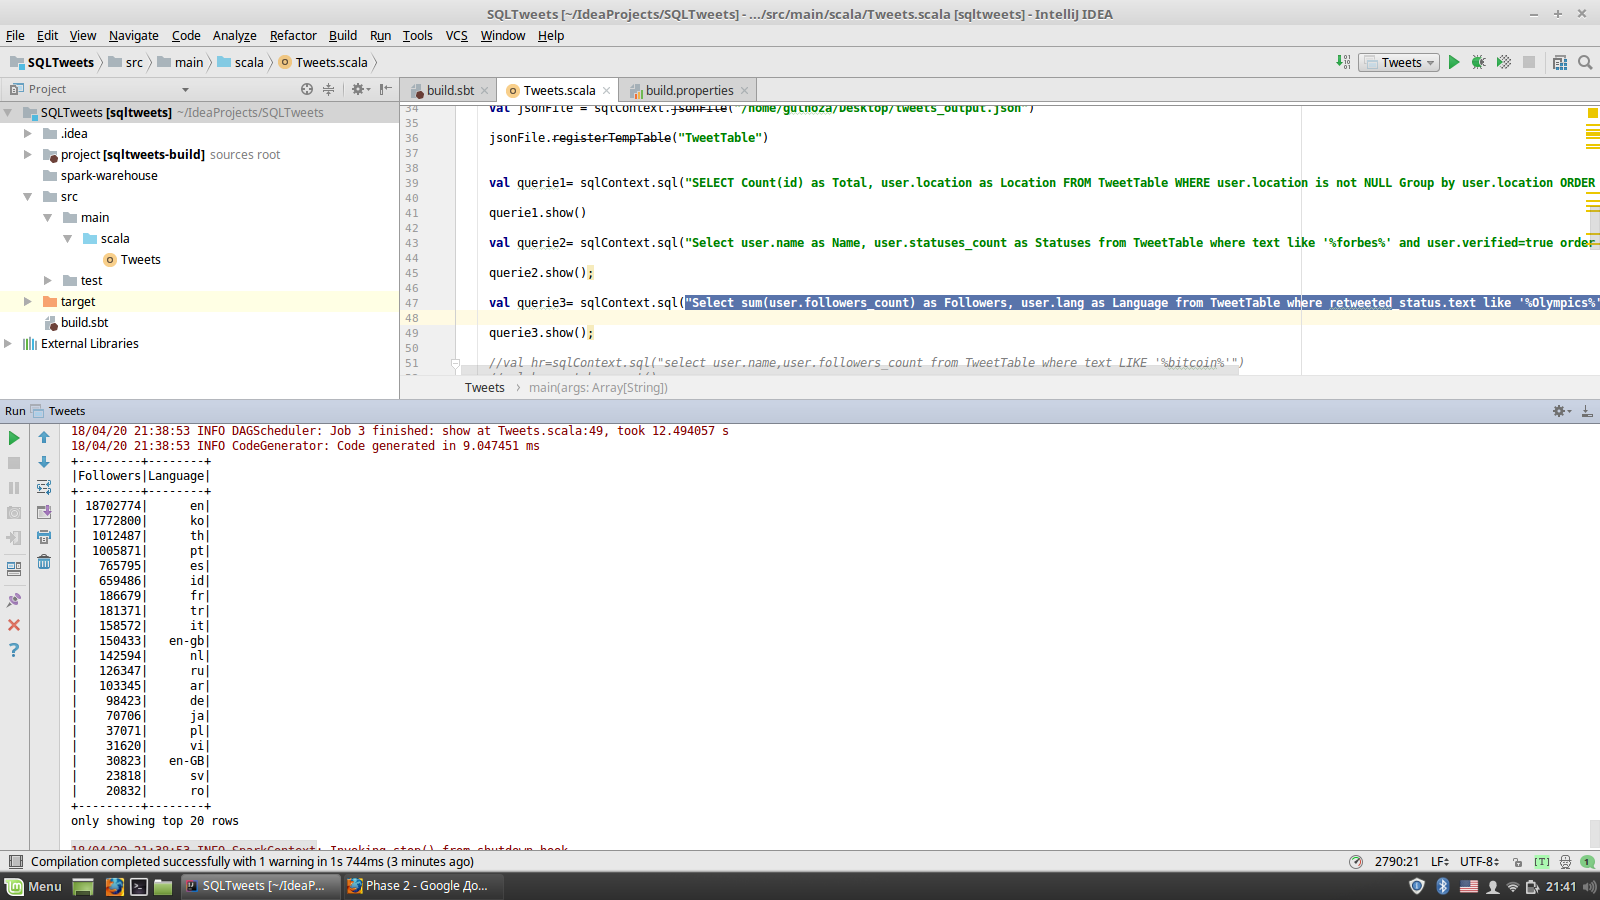 SQLTweets [~/IdeaProjects/SQLTweets] - .../src/main/scala/Tweets.scala [sqltweets] - IntelliJ IDEA
File Edit View Navigate Code Analyze Refactor Build Run Tools VCS Window Help
SQLTweets src main scala Tweets.scala
Tweets
Project
build.sbt Tweets.scala build.properties
SQLTweets [sqltweets] ~/IdeaProjects/SQLTweets
.idea
project [sqltweets-build] sources root
spark-warehouse
src
main
scala
Tweets
test
target
build.sbt
External Libraries
34 val jsonFile = sqlContext.jsonFile("/home/guthoza/Desktop/tweets_output.json")
35
36 jsonFile.registerTempTable("TweetTable")
37
38
39 val querie1= sqlContext.sql("SELECT Count(id) as Total, user.location as Location FROM TweetTable WHERE user.location is not NULL Group by user.location ORDER
40
41 querie1.show()
42
43 val querie2= sqlContext.sql("Select user.name as Name, user.statuses_count as Statuses from TweetTable where text like '%forbes%' and user.verified=true order
44
45 querie2.show();
46
47 val querie3= sqlContext.sql("Select sum(user.followers_count) as Followers, user.lang as Language from TweetTable where retweeted_status.text like '%Olympics%'
48
49 querie3.show();
50
51 //val hr=sqlContext.sql("select user.name,user.followers_count from TweetTable where text LIKE '%bitcoin%'")
Tweets main(args: Array[String])
Run Tweets
18/04/20 21:38:53 INFO DAGScheduler: Job 3 finished: show at Tweets.scala:49, took 12.494057 s
18/04/20 21:38:53 INFO CodeGenerator: Code generated in 9.047451 ms
+---------+--------+
|Followers|Language|
+---------+--------+
| 18702774|      en|
|  1772800|      ko|
|  1012487|      th|
|  1005871|      pt|
|   765795|      es|
|   659486|      id|
|   186679|      fr|
|   181371|      tr|
|   158572|      it|
|   150433|   en-gb|
|   142594|      nl|
|   126347|      ru|
|   103345|      ar|
|    98423|      de|
|    70706|      ja|
|    37071|      pl|
|    31620|      vi|
|    30823|   en-GB|
|    23818|      sv|
|    20832|      ro|
+---------+--------+
only showing top 20 rows
18/04/20 21:38:53 INFO SparkContext: Invoking stop() from shutdown hook
Compilation completed successfully with 1 warning in 1s 744ms (3 minutes ago)
2790:21 LF UTF-8 [T] 1
Menu SQLTweets [~/IdeaP... Phase 2 - Google До... 21:41